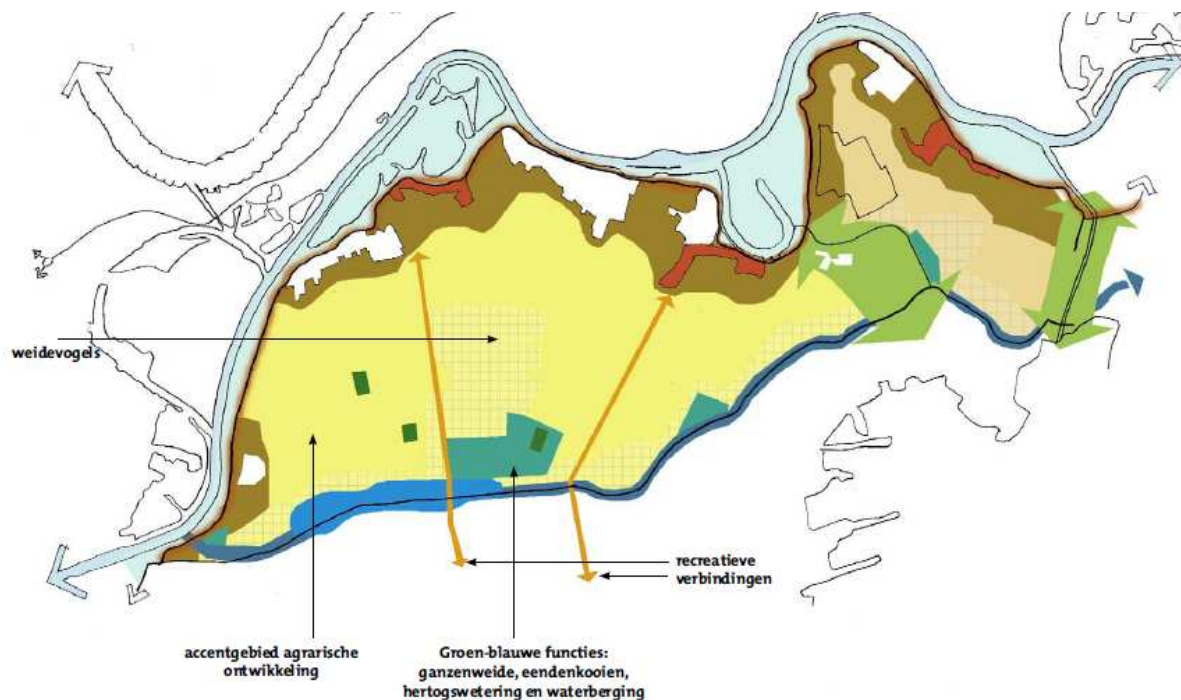 weidevogels
recreatieve
verbindingen
accentgebied agrarische
ontwikkeling
Groen-blauwe functies:
ganzenweide, eendenkooien,
hertogswetering en waterberging